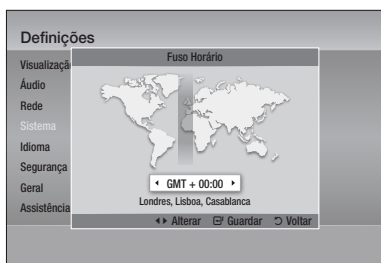 Definições
Fuso Horário
Visualizaçã
Áudio
Rede
Sistema
Idioma
Segurança
Geral
Assistência
◄ GMT + 00:00 ►
Londres, Lisboa, Casablanca
◄► Alterar Guardar Voltar